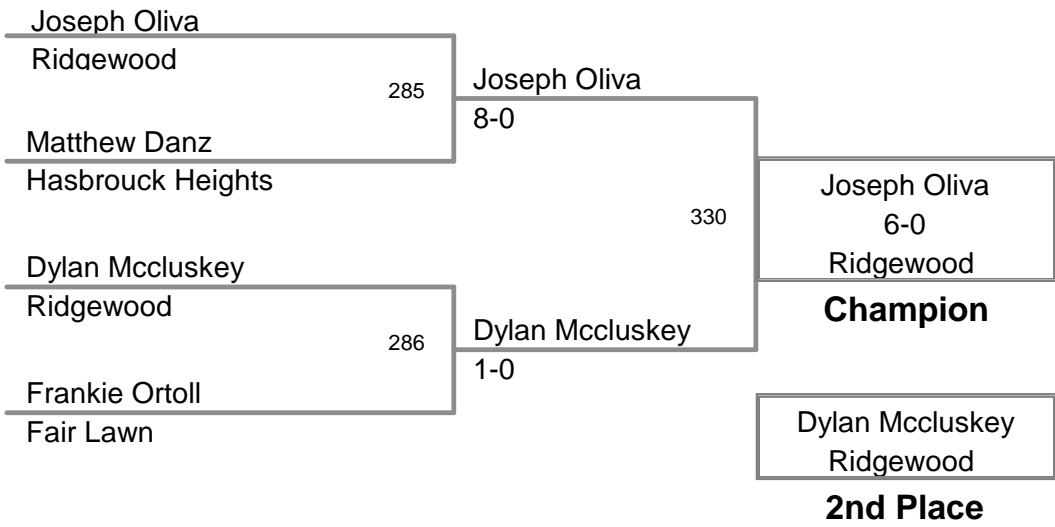 Joseph Oliva
Ridgewood
285
Matthew Danz
Hasbrouck Heights
Joseph Oliva
8-0
Dylan Mccluskey
Ridgewood
286
Frankie Ortoll
Fair Lawn
Dylan Mccluskey
1-0
330
Joseph Oliva
6-0
Ridgewood
Champion
Dylan Mccluskey
Ridgewood
2nd Place